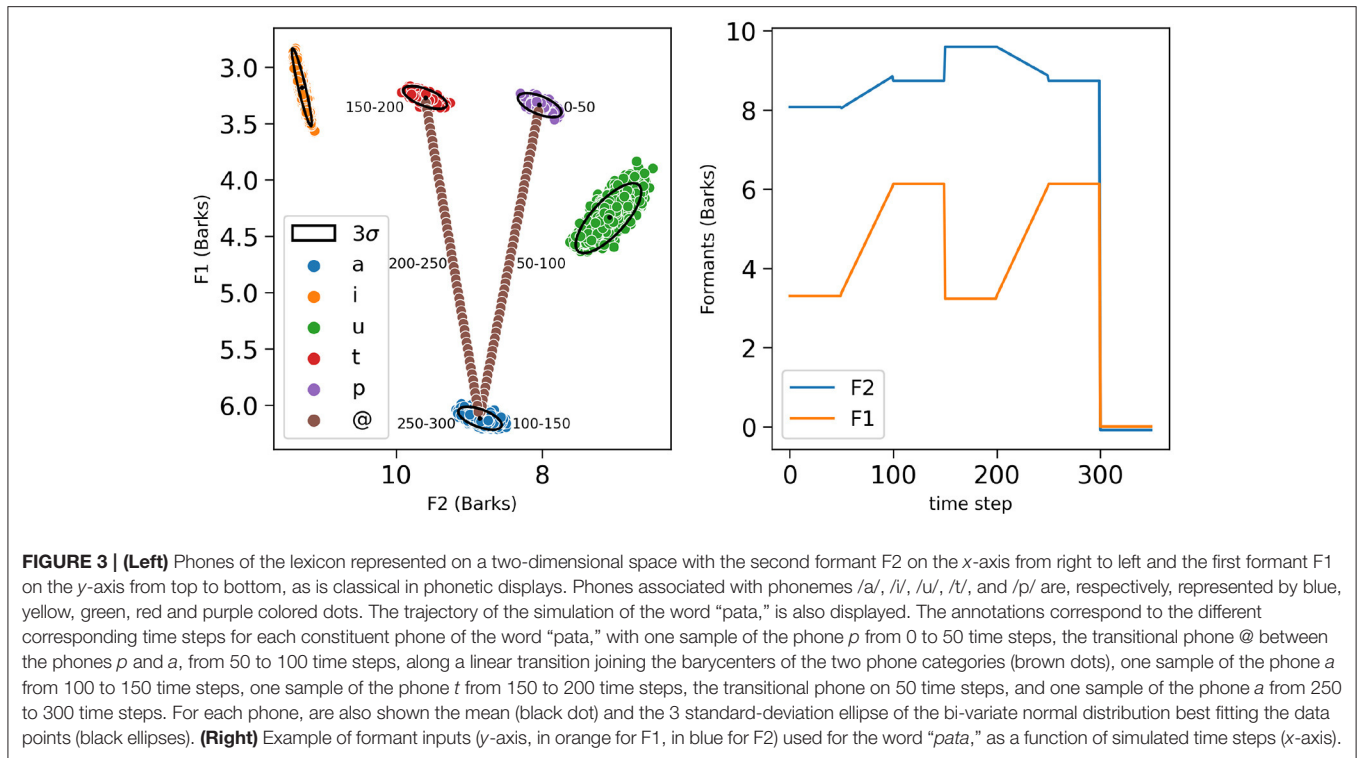 3.0
3.5
4.0
4.5
5.0
5.5
6.0
F1 (Barks)
150-200
0-50
200-250
50-100
250-300
100-150
3σ
a
i
u
t
p
@
10
8
F2 (Barks)
10
8
6
4
2
0
Formants (Barks)
F2
F1
0
100
200
300
time step
FIGURE 3 | (Left) Phones of the lexicon represented on a two-dimensional space with the second formant F2 on the x-axis from right to left and the first formant F1
on the y-axis from top to bottom, as is classical in phonetic displays. Phones associated with phonemes /a/, /i/, /u/, /t/, and /p/ are, respectively, represented by blue,
yellow, green, red and purple colored dots. The trajectory of the simulation of the word “pata,” is also displayed. The annotations correspond to the different
corresponding time steps for each constituent phone of the word “pata,” with one sample of the phone p from 0 to 50 time steps, the transitional phone @ between
the phones p and a, from 50 to 100 time steps, along a linear transition joining the barycenters of the two phone categories (brown dots), one sample of the phone a
from 100 to 150 time steps, one sample of the phone t from 150 to 200 time steps, the transitional phone on 50 time steps, and one sample of the phone a from 250
to 300 time steps. For each phone, are also shown the mean (black dot) and the 3 standard-deviation ellipse of the bi-variate normal distribution best fitting the data
points (black ellipses). (Right) Example of formant inputs (y-axis, in orange for F1, in blue for F2) used for the word “pata,” as a function of simulated time steps (x-axis).